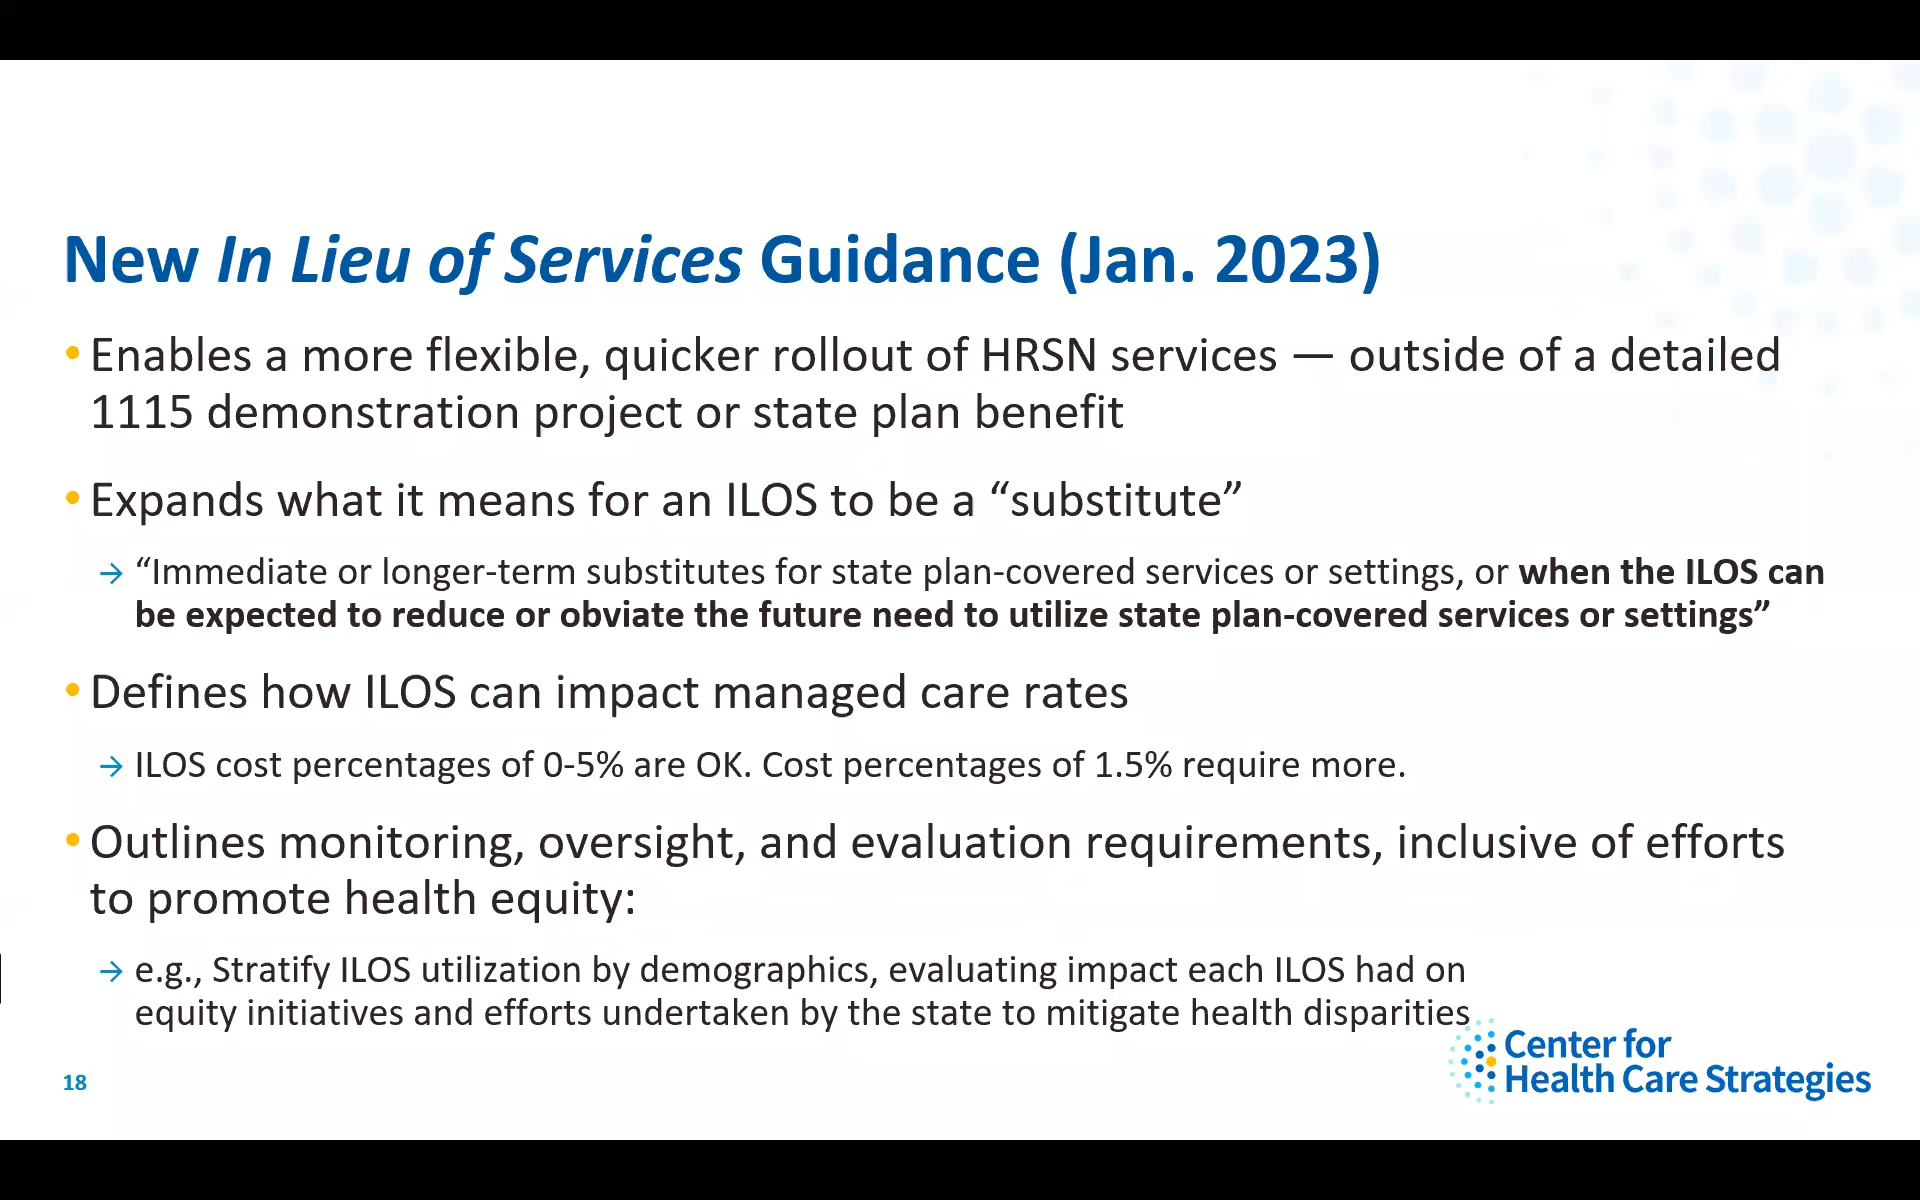 New In Lieu of Services Guidance (Jan. 2023)
• Enables a more flexible, quicker rollout of HRSN services — outside of a detailed
1115 demonstration project or state plan benefit
• Expands what it means for an ILOS to be a “substitute”
→ “Immediate or longer-term substitutes for state plan-covered services or settings, or when the ILOS can
be expected to reduce or obviate the future need to utilize state plan-covered services or settings”
• Defines how ILOS can impact managed care rates
→ ILOS cost percentages of 0-5% are OK. Cost percentages of 1.5% require more.
• Outlines monitoring, oversight, and evaluation requirements, inclusive of efforts
to promote health equity:
→ e.g., Stratify ILOS utilization by demographics, evaluating impact each ILOS had on
equity initiatives and efforts undertaken by the state to mitigate health disparities
18
Center for
Health Care Strategies